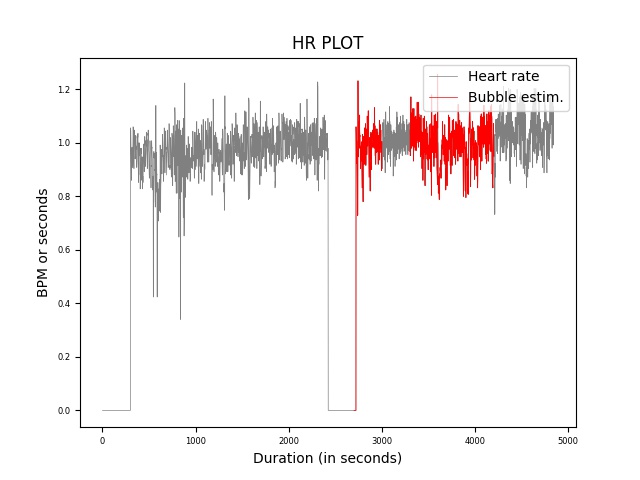 HR PLOT
Heart rate
Bubble estim.
BPM or seconds
1.2
1.0
0.8
0.6
0.4
0.2
0.0
0 1000 2000 3000 4000 5000
Duration (in seconds)